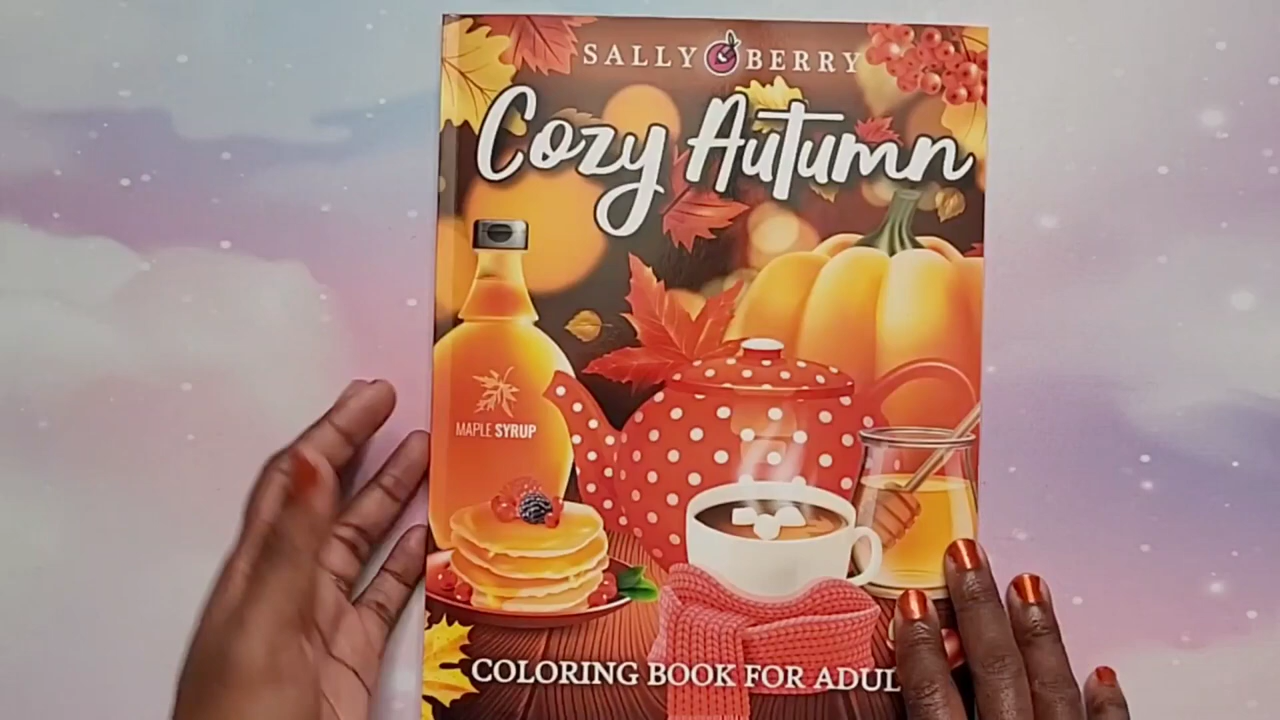 SALLY BERRY
Cozy Autumn
MAPLE SYRUP
COLORING BOOK FOR ADUL